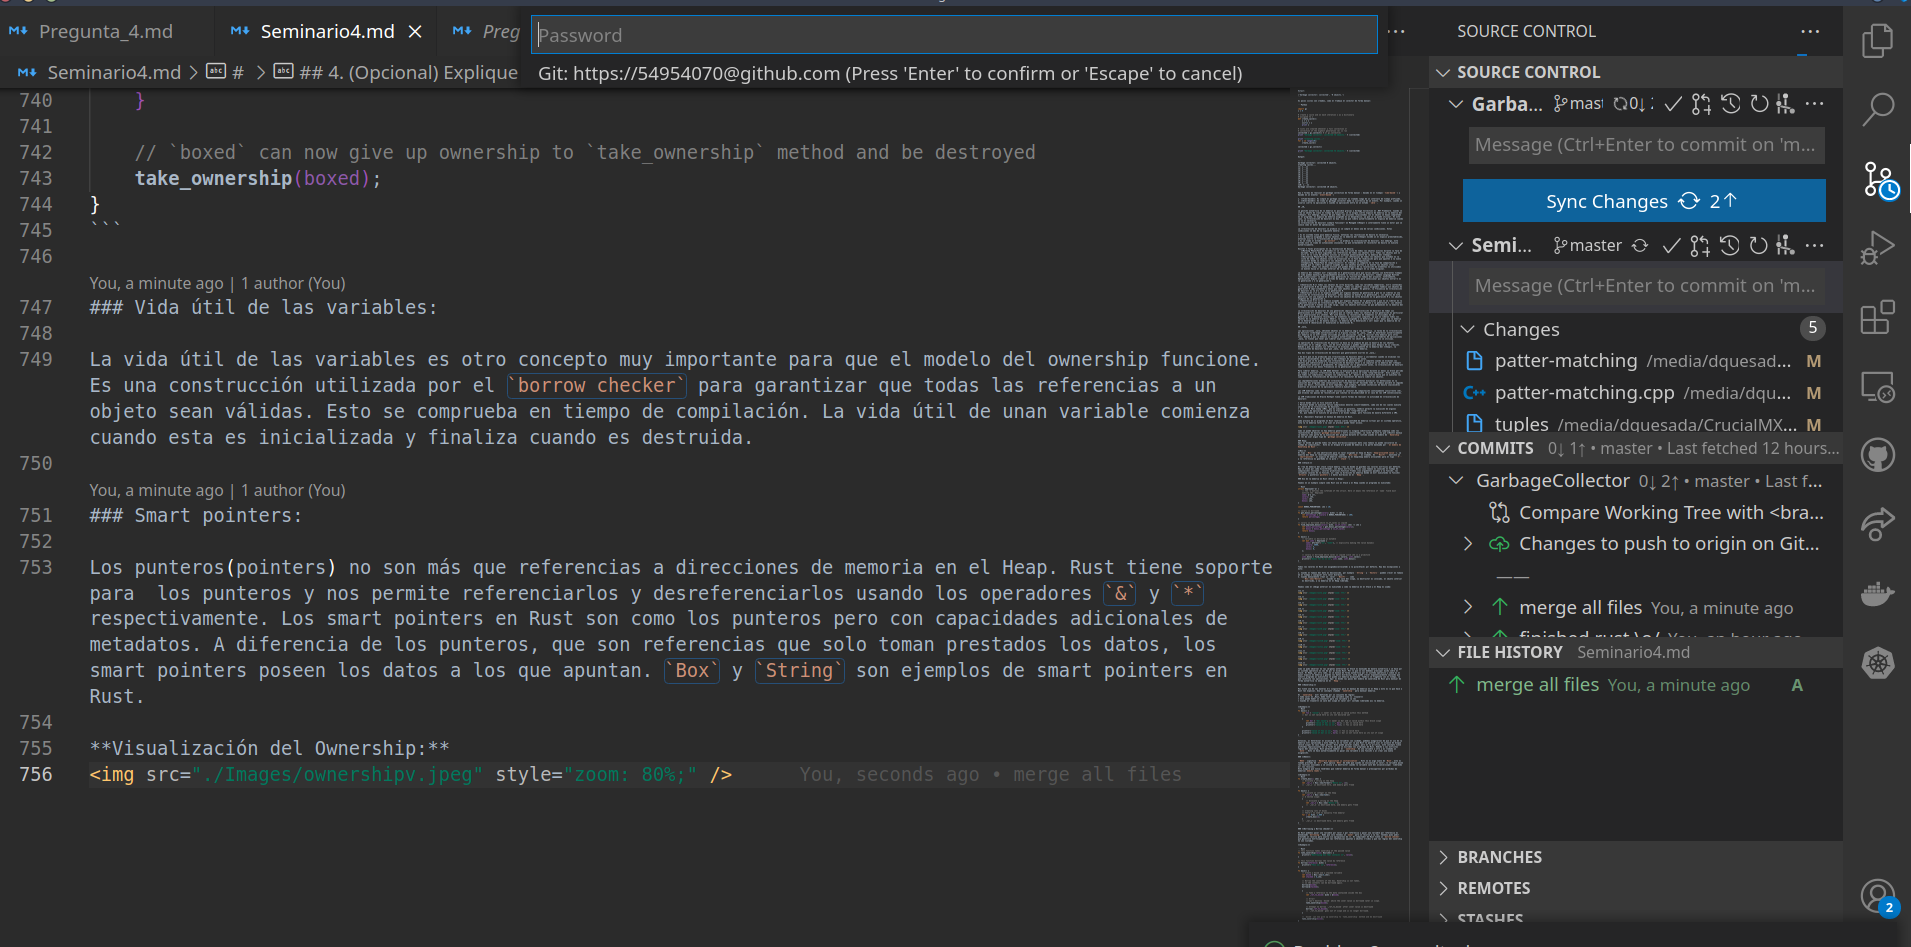 Pregunta_4.md
Seminario4.md
Preg
Password
Git: https://54954070@github.com (Press 'Enter' to confirm or 'Escape' to cancel)
Seminario4.md > # > ## 4. (Opcional) Explique
740 }
741
742 // `boxed` can now give up ownership to `take_ownership` method and be destroyed
743 take_ownership(boxed);
744 }
745 ```
746
You, a minute ago | 1 author (You)
747 ### Vida útil de las variables:
748
749 La vida útil de las variables es otro concepto muy importante para que el modelo del ownership funcione.
Es una construcción utilizada por el `borrow checker` para garantizar que todas las referencias a un
objeto sean válidas. Esto se comprueba en tiempo de compilación. La vida útil de unan variable comienza
cuando esta es inicializada y finaliza cuando es destruida.
750
You, a minute ago | 1 author (You)
751 ### Smart pointers:
752
753 Los punteros(pointers) no son más que referencias a direcciones de memoria en el Heap. Rust tiene soporte
para  los punteros y nos permite referenciarlos y desreferenciarlos usando los operadores `&` y `*`
respectivamente. Los smart pointers en Rust son como los punteros pero con capacidades adicionales de
metadatos. A diferencia de los punteros, que son referencias que solo toman prestados los datos, los
smart pointers poseen los datos a los que apuntan. `Box` y `String` son ejemplos de smart pointers en
Rust.
754
755 **Visualización del Ownership:**
756 <img src="./Images/ownershipv.jpeg" style="zoom: 80%;" /> You, seconds ago • merge all files
SOURCE CONTROL
SOURCE CONTROL
Garba... mast 0↓
Message (Ctrl+Enter to commit on 'm...
Sync Changes 2↑
Semi... master
Message (Ctrl+Enter to commit on 'm...
Changes 5
patter-matching /media/dquesad... M
patter-matching.cpp /media/dqu... M
tuples /media/dquesada/CrucialMX... M
COMMITS 0↓ 1↑ • master • Last fetched 12 hours...
GarbageCollector 0↓ 2↑ • master • Last f...
Compare Working Tree with <bra...
Changes to push to origin on Git...
——
merge all files You, a minute ago
finished rust \o/ You, an hour ago
FILE HISTORY Seminario4.md
merge all files You, a minute ago A
BRANCHES
REMOTES
STASHES
2